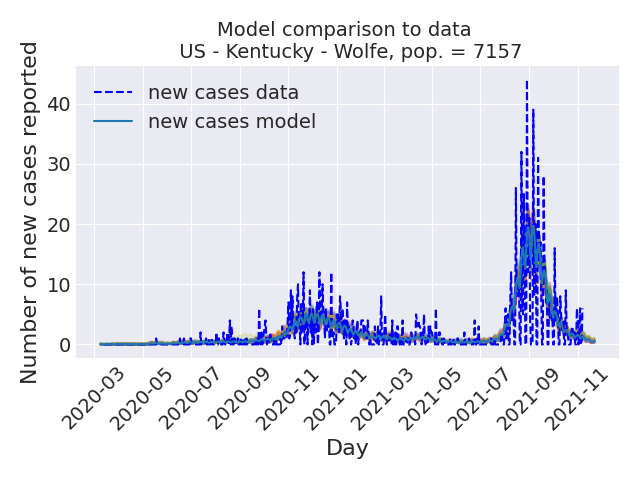 Model comparison to data
US - Kentucky - Wolfe, pop. = 7157
Number of new cases reported
40
30
20
10
0
new cases data
new cases model
2020-03
2020-05
2020-07
2020-09
2020-11
2021-01
2021-03
2021-05
2021-07
2021-09
2021-11
Day